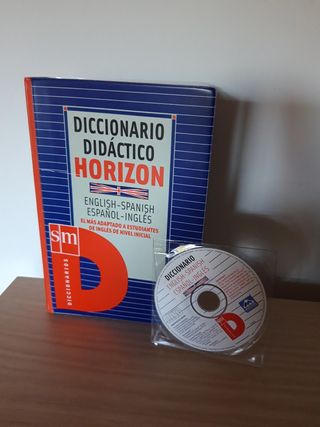 DICCIONARIO
DIDÁCTICO
HORIZON
ENGLISH-SPANISH
ESPAÑOL-INGLÉS
EL MÁS ADAPTADO A ESTUDIANTES
DE INGLÉS DE NIVEL INICIAL
sm
DICCIONARIOS
D
DICCIONARIO
ENGLISH-SPANISH
ESPAÑOL-INGLÉS
D